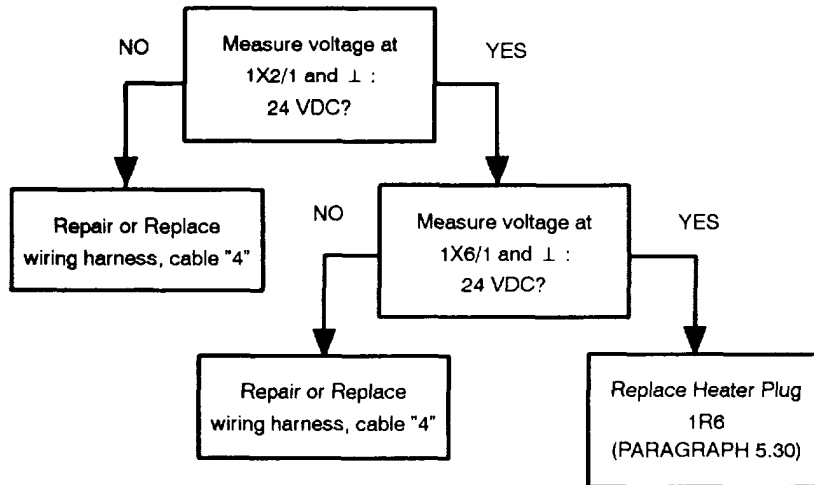 NO
Measure voltage at
1X2/1 and ⊥ :
24 VDC?
YES
Repair or Replace
wiring harness, cable "4"
NO
Measure voltage at
1X6/1 and ⊥ :
24 VDC?
YES
Repair or Replace
wiring harness, cable "4"
Replace Heater Plug
1R6
(PARAGRAPH 5.30)